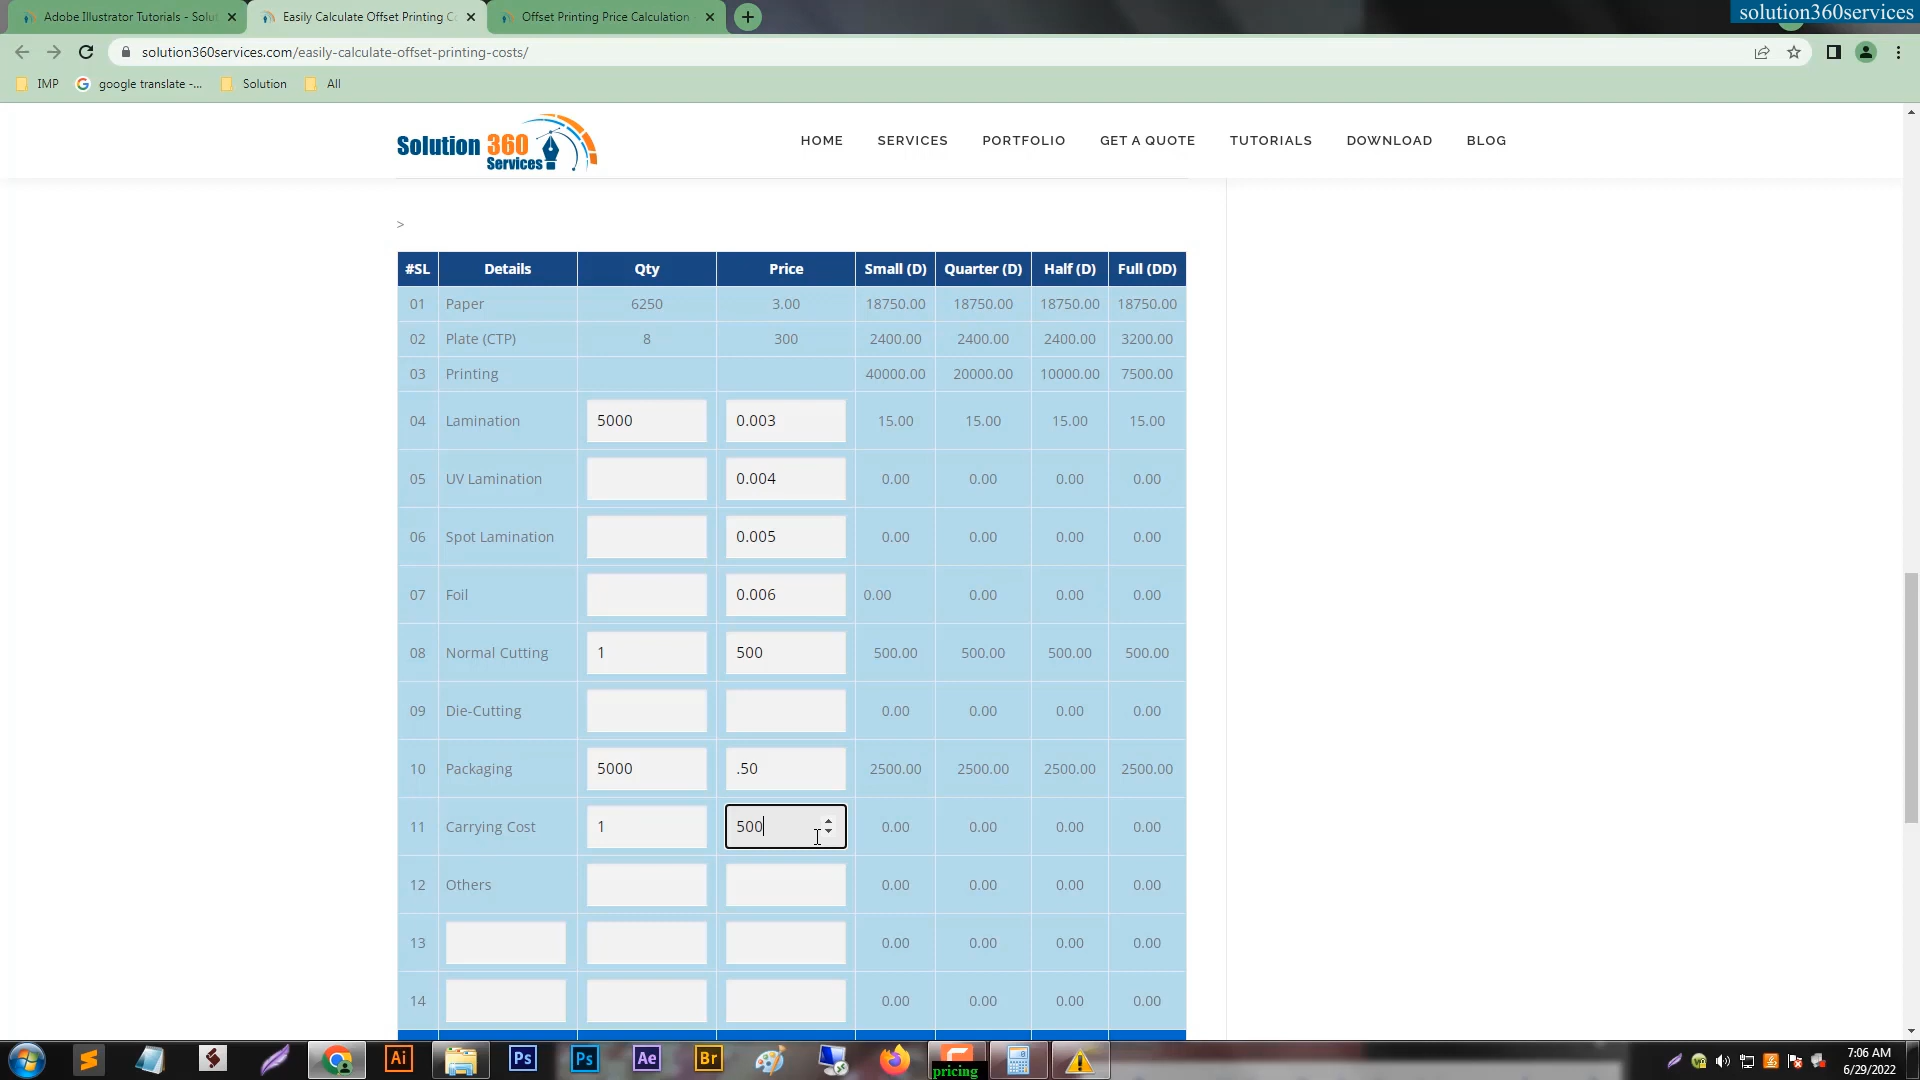 solution360services
Adobe Illustrator Tutorials - Solu
Easily Calculate Offset Printing C
Offset Printing Price Calculation
solution360services.com/easily-calculate-offset-printing-costs/
IMP google translate -... Solution All
Solution 360 Services
HOME SERVICES PORTFOLIO GET A QUOTE TUTORIALS DOWNLOAD BLOG
>
#SL Details Qty Price Small (D) Quarter (D) Half (D) Full (DD)
01 Paper 6250 3.00 18750.00 18750.00 18750.00 18750.00
02 Plate (CTP) 8 300 2400.00 2400.00 2400.00 3200.00
03 Printing 40000.00 20000.00 10000.00 7500.00
04 Lamination 5000 0.003 15.00 15.00 15.00 15.00
05 UV Lamination 0.004 0.00 0.00 0.00 0.00
06 Spot Lamination 0.005 0.00 0.00 0.00 0.00
07 Foil 0.006 0.00 0.00 0.00 0.00
08 Normal Cutting 1 500 500.00 500.00 500.00 500.00
09 Die-Cutting 0.00 0.00 0.00 0.00
10 Packaging 5000 .50 2500.00 2500.00 2500.00 2500.00
11 Carrying Cost 1 500 0.00 0.00 0.00 0.00
12 Others 0.00 0.00 0.00 0.00
13 0.00 0.00 0.00 0.00
14 0.00 0.00 0.00 0.00
Ai Ps Ps Ae Br
pricing
7:06 AM
6/29/2022